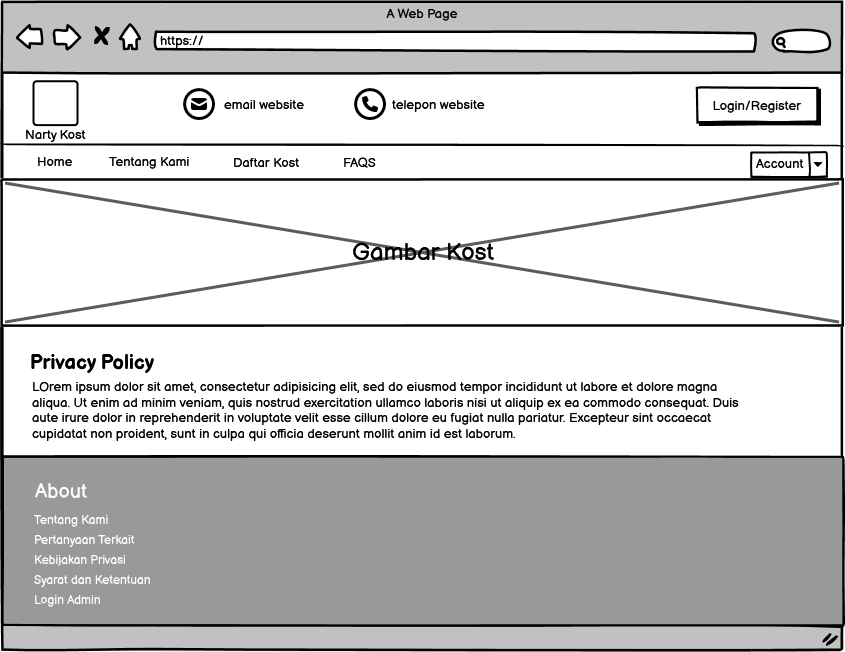 A Web Page
https://
email website
telepon website
Login/Register
Narty Kost
Home
Tentang Kami
Daftar Kost
FAQS
Account
Gambar Kost
Privacy Policy
LOrem ipsum dolor sit amet, consectetur adipisicing elit, sed do eiusmod tempor incididunt ut labore et dolore magna
aliqua. Ut enim ad minim veniam, quis nostrud exercitation ullamco laboris nisi ut aliquip ex ea commodo consequat. Duis
aute irure dolor in reprehenderit in voluptate velit esse cillum dolore eu fugiat nulla pariatur. Excepteur sint occaecat
cupidatat non proident, sunt in culpa qui officia deserunt mollit anim id est laborum.
About
Tentang Kami
Pertanyaan Terkait
Kebijakan Privasi
Syarat dan Ketentuan
Login Admin